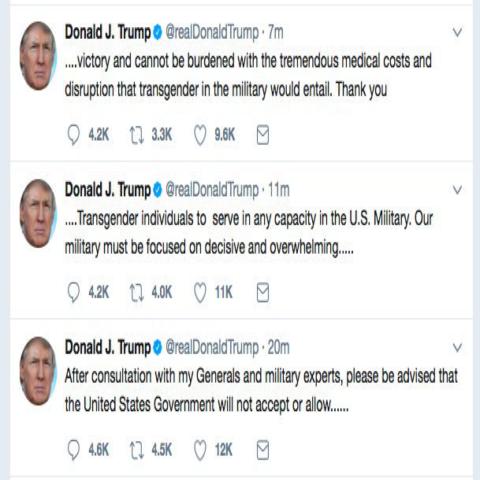 Donald J. Trump @realDonaldTrump · 7m
....victory and cannot be burdened with the tremendous medical costs and
disruption that transgender in the military would entail. Thank you
4.2K 3.3K 9.6K
Donald J. Trump @realDonaldTrump · 11m
....Transgender individuals to serve in any capacity in the U.S. Military. Our
military must be focused on decisive and overwhelming.....
4.2K 4.0K 11K
Donald J. Trump @realDonaldTrump · 20m
After consultation with my Generals and military experts, please be advised that
the United States Government will not accept or allow......
4.6K 4.5K 12K